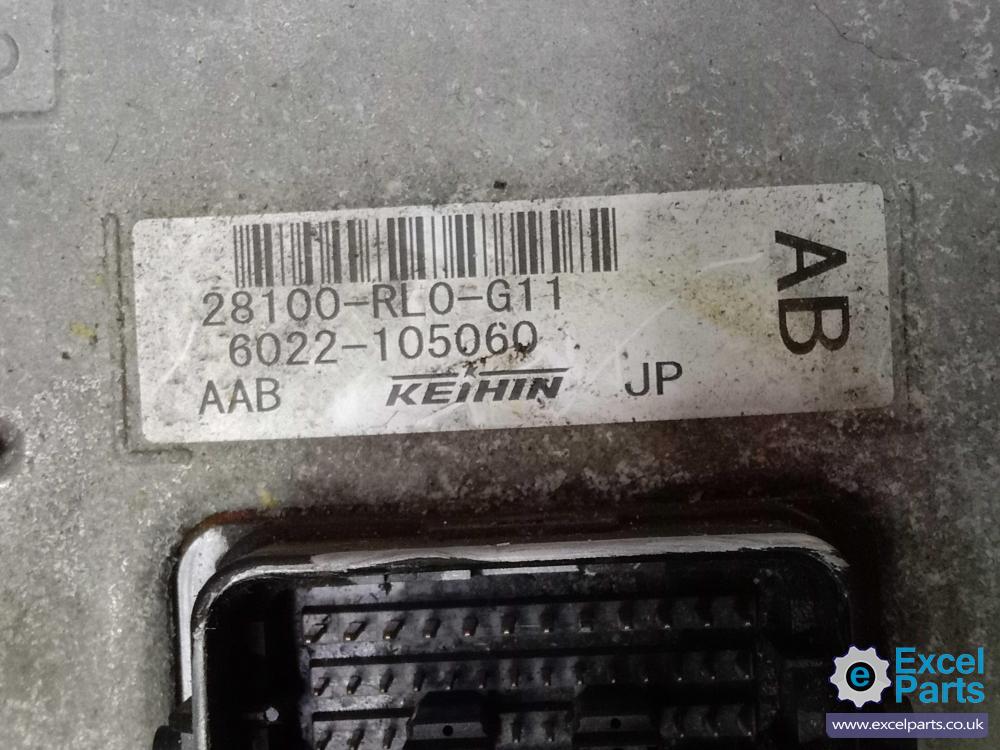 28100-RL0-G11
6022-105060
AAB KEIHIN JP
AB
e Excel
Parts
www.excelparts.co.uk